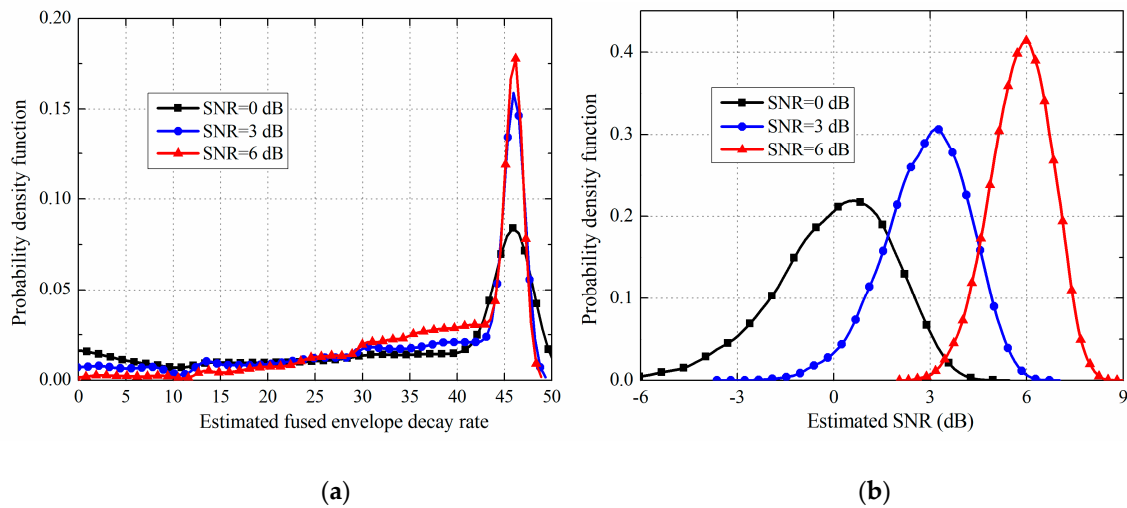 0.20
0.15
0.10
0.05
0.00
Probability density function
SNR=0 dB
SNR=3 dB
SNR=6 dB
0 5 10 15 20 25 30 35 40 45 50
Estimated fused envelope decay rate
(a)
0.4
0.3
0.2
0.1
0.0
Probability density function
SNR=0 dB
SNR=3 dB
SNR=6 dB
-6 -3 0 3 6 9
Estimated SNR (dB)
(b)